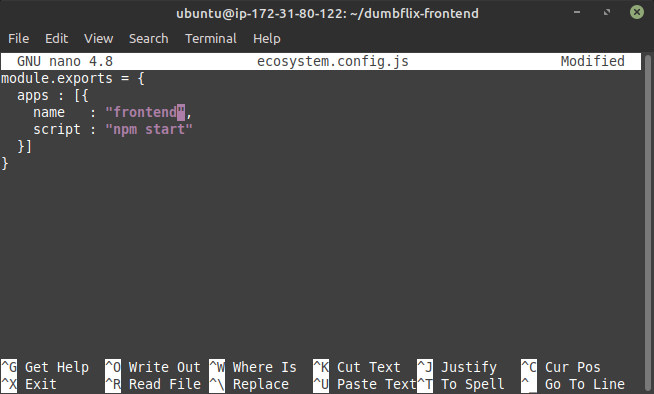 ubuntu@ip-172-31-80-122: ~/dumbflix-frontend
File Edit View Search Terminal Help
GNU nano 4.8 ecosystem.config.js Modified
module.exports = {
  apps : [{
    name   : "frontend",
    script : "npm start"
  }]
}
^G Get Help ^O Write Out ^W Where Is ^K Cut Text ^J Justify ^C Cur Pos
^X Exit ^R Read File ^\ Replace ^U Paste Text^T To Spell ^_ Go To Line